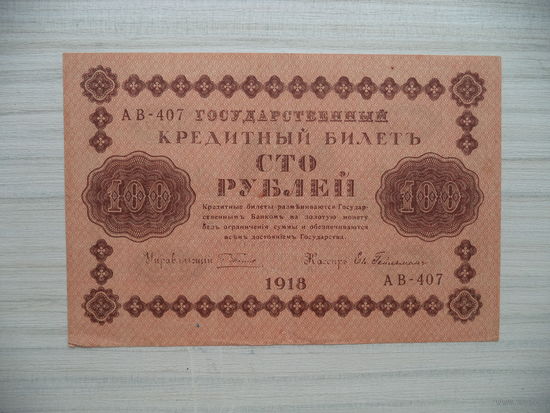 АВ-407 ГОСУДАРСТВЕННЫЙ
КРЕДИТНЫЙ БИЛЕТЪ
СТО
РУБЛЕЙ
100
100
Кредитные билеты размѣниваются Государ-
ственнымъ Банкомъ на золотую монету
безъ ограниченія суммы и обезпечиваются
всѣмъ достояніемъ Государства.
Управляющій
Кассиръ
1918
АВ-407